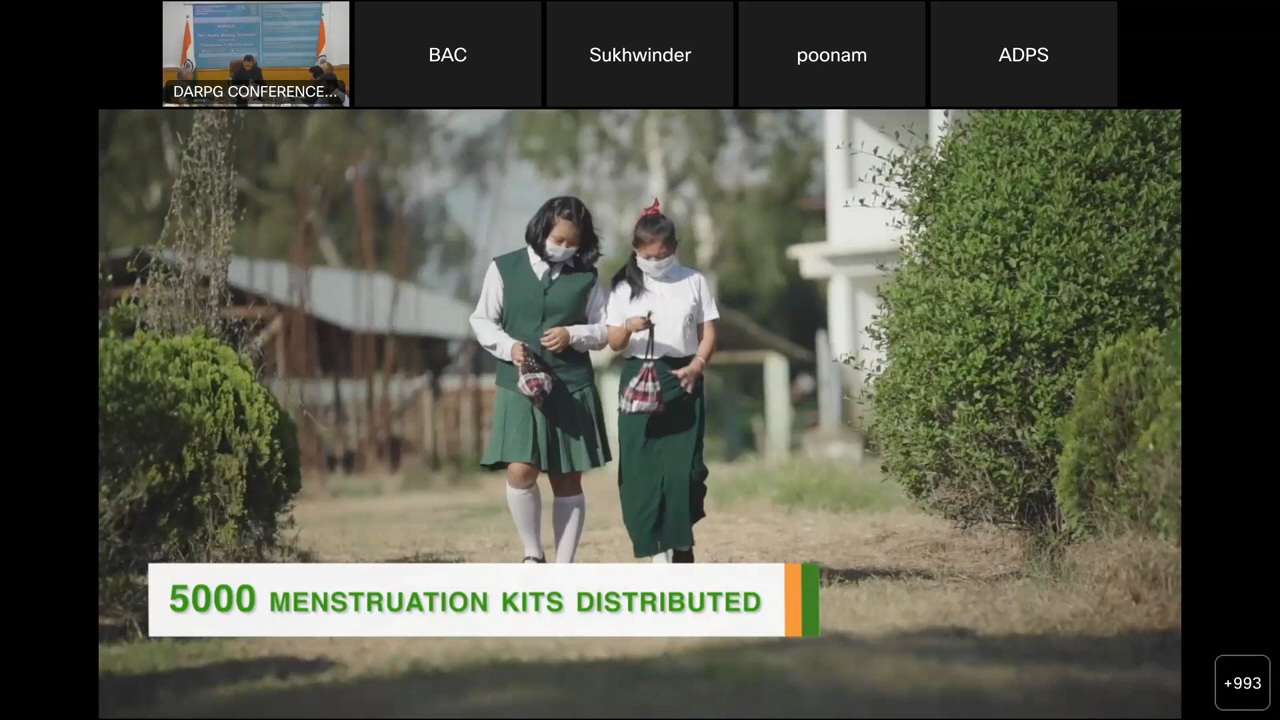 DARPG CONFERENCE...
BAC
Sukhwinder
poonam
ADPS
5000 MENSTRUATION KITS DISTRIBUTED
+993